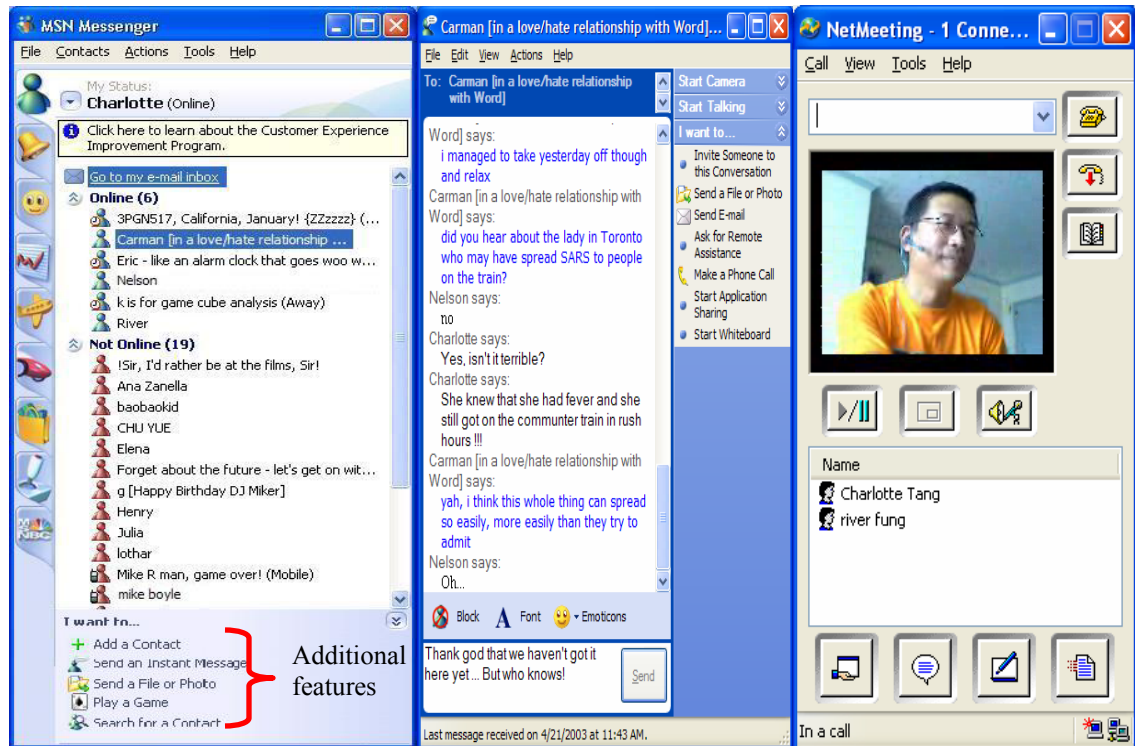 MSN Messenger
File Contacts Actions Tools Help
My Status:
Charlotte (Online)
Click here to learn about the Customer Experience
Improvement Program.
Go to my e-mail inbox
Online (6)
3PGN517, California, January! {ZZzzzz} (...
Carman [in a love/hate relationship ...
Eric - like an alarm clock that goes woo w...
Nelson
k is for game cube analysis (Away)
River
Not Online (19)
!Sir, I'd rather be at the films, Sir!
Ana Zanella
baobaokid
CHU YUE
Elena
Forget about the future - let's get on wit...
g [Happy Birthday DJ Miker]
Henry
Julia
lothar
Mike R man, game over! (Mobile)
mike boyle
I want to...
Add a Contact
Send an Instant Message
Send a File or Photo
Play a Game
Search for a Contact
Additional
features
NBC
Carman [in a love/hate relationship with Word]...
File Edit View Actions Help
To: Carman [in a love/hate relationship
with Word]
Word] says:
i managed to take yesterday off though
and relax
Carman [in a love/hate relationship with
Word] says:
did you hear about the lady in Toronto
who may have spread SARS to people
on the train?
Nelson says:
no
Charlotte says:
Yes, isn't it terrible?
Charlotte says:
She knew that she had fever and she
still got on the communter train in rush
hours !!!
Carman [in a love/hate relationship with
Word] says:
yah, i think this whole thing can spread
so easily, more easily than they try to
admit
Nelson says:
Oh...
Block A Font Emoticons
Thank god that we haven't got it
here yet ... But who knows!
Send
Last message received on 4/21/2003 at 11:43 AM.
Start Camera
Start Talking
I want to...
Invite Someone to
this Conversation
Send a File or Photo
Send E-mail
Ask for Remote
Assistance
Make a Phone Call
Start Application
Sharing
Start Whiteboard
NetMeeting - 1 Conne...
Call View Tools Help
Name
Charlotte Tang
river fung
In a call